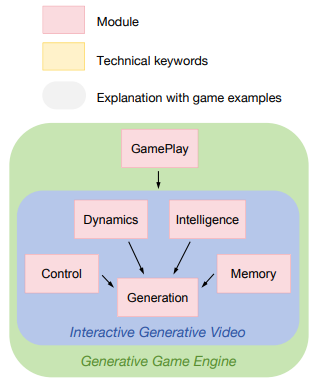 Module
Technical keywords
Explanation with game examples
GamePlay
Dynamics
Intelligence
Control
Generation
Memory
Interactive Generative Video
Generative Game Engine